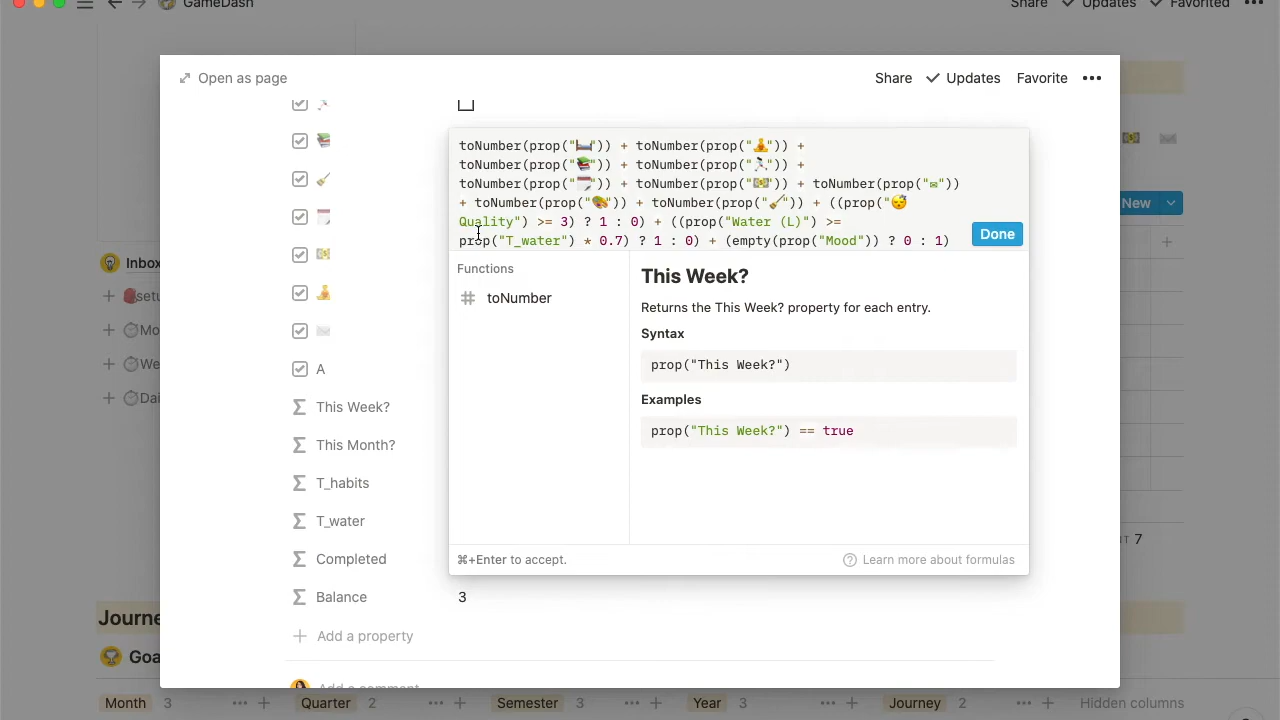 GameDash
Share Updates Favorited
Open as page
Share Updates Favorite
toNumber(prop("🛏️")) + toNumber(prop("🧘")) +
toNumber(prop("📚")) + toNumber(prop("🏃🏻")) +
toNumber(prop("🗒️")) + toNumber(prop("💵")) + toNumber(prop("✉️"))
+ toNumber(prop("🎨")) + toNumber(prop("🧹")) + ((prop("😴
Quality") >= 3) ? 1 : 0) + ((prop("Water (L)") >=
prop("T_water") * 0.7) ? 1 : 0) + (empty(prop("Mood")) ? 0 : 1)
Done
New
Functions
toNumber
This Week?
Returns the This Week? property for each entry.
Syntax
prop("This Week?")
Examples
prop("This Week?") == true
⌘+Enter to accept.
Learn more about formulas
Inbox
Mo
We
Dai
A
This Week?
This Month?
T_habits
T_water
Completed
Balance 3
Add a property
Add a comment
7
Journe
Goa
Month 3 Quarter 2 Semester 3 Year 3 Journey 2 Hidden columns